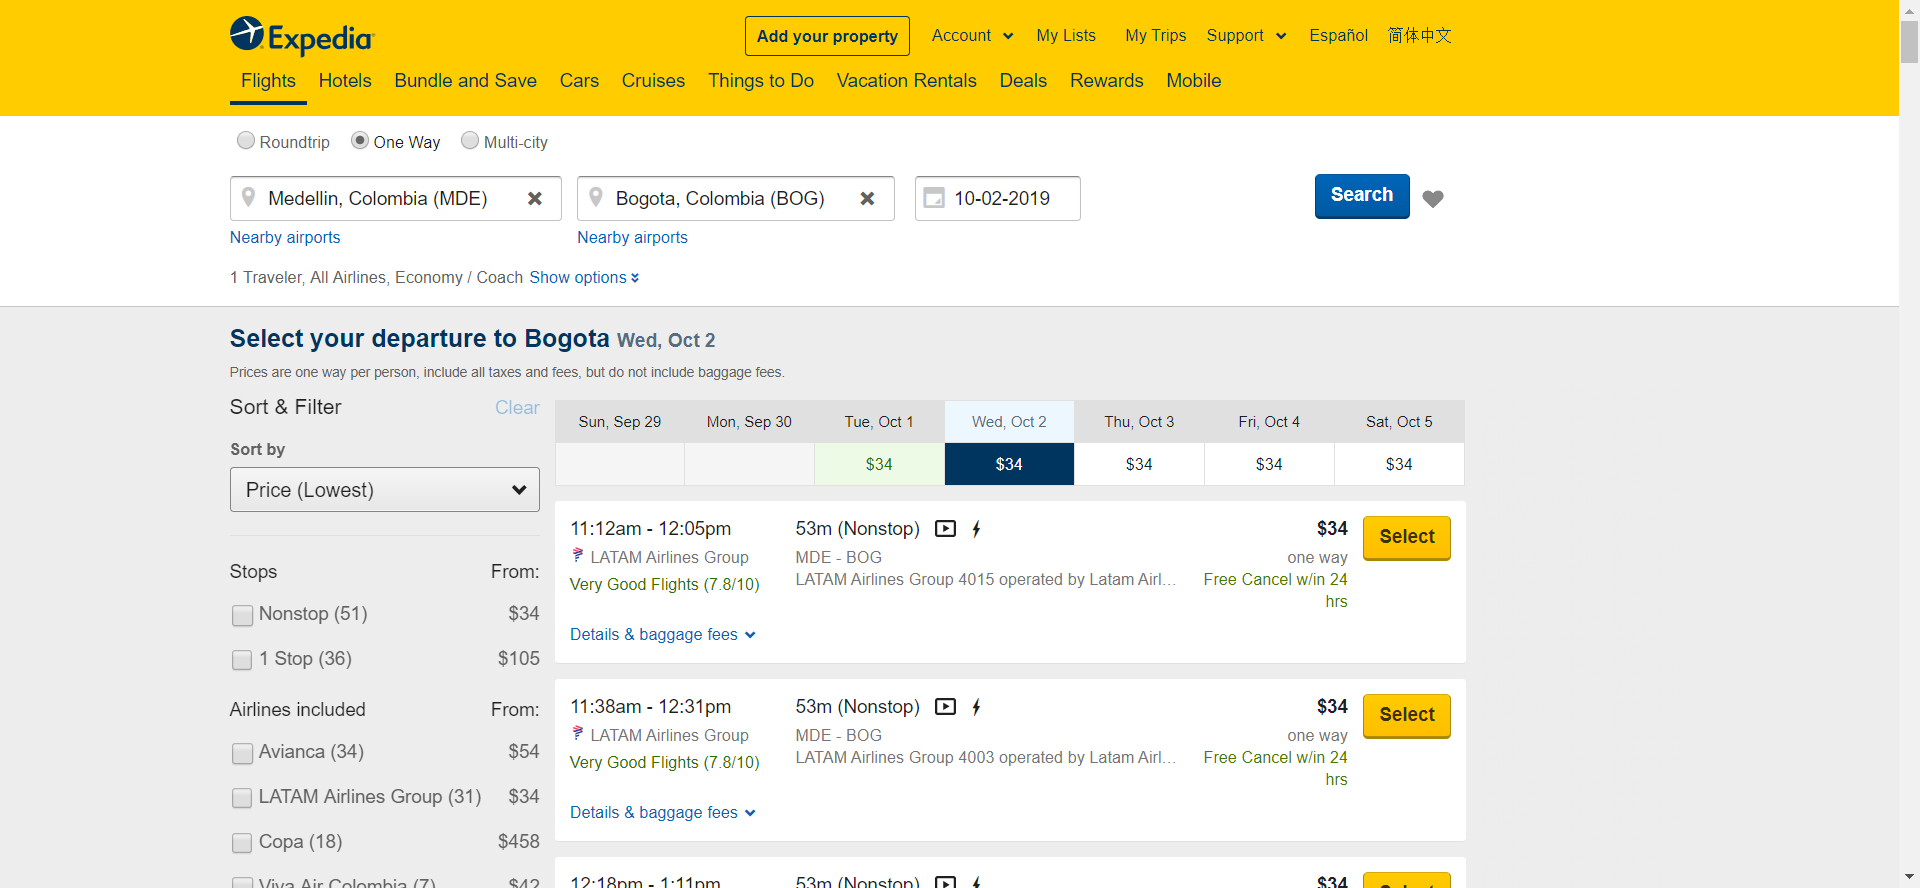 Expedia
Add your property
Account
My Lists
My Trips
Support
Español
简体中文
Flights
Hotels
Bundle and Save
Cars
Cruises
Things to Do
Vacation Rentals
Deals
Rewards
Mobile
Roundtrip
One Way
Multi-city
Medellin, Colombia (MDE)
Bogota, Colombia (BOG)
10-02-2019
Search
Nearby airports
Nearby airports
1 Traveler, All Airlines, Economy / Coach Show options
Select your departure to Bogota Wed, Oct 2
Prices are one way per person, include all taxes and fees, but do not include baggage fees.
Sort & Filter
Clear
Sort by
Price (Lowest)
Stops From:
Nonstop (51) $34
1 Stop (36) $105
Airlines included From:
Avianca (34) $54
LATAM Airlines Group (31) $34
Copa (18) $458
Viva Air Colombia (7) $42
Sun, Sep 29
Mon, Sep 30
Tue, Oct 1
Wed, Oct 2
Thu, Oct 3
Fri, Oct 4
Sat, Oct 5
$34
$34
$34
$34
$34
11:12am - 12:05pm
LATAM Airlines Group
Very Good Flights (7.8/10)
53m (Nonstop)
MDE - BOG
LATAM Airlines Group 4015 operated by Latam Airl...
$34
one way
Free Cancel w/in 24
hrs
Select
Details & baggage fees
11:38am - 12:31pm
LATAM Airlines Group
Very Good Flights (7.8/10)
53m (Nonstop)
MDE - BOG
LATAM Airlines Group 4003 operated by Latam Airl...
$34
one way
Free Cancel w/in 24
hrs
Select
Details & baggage fees
12:18pm - 1:11pm
53m (Nonstop)
$34
Select